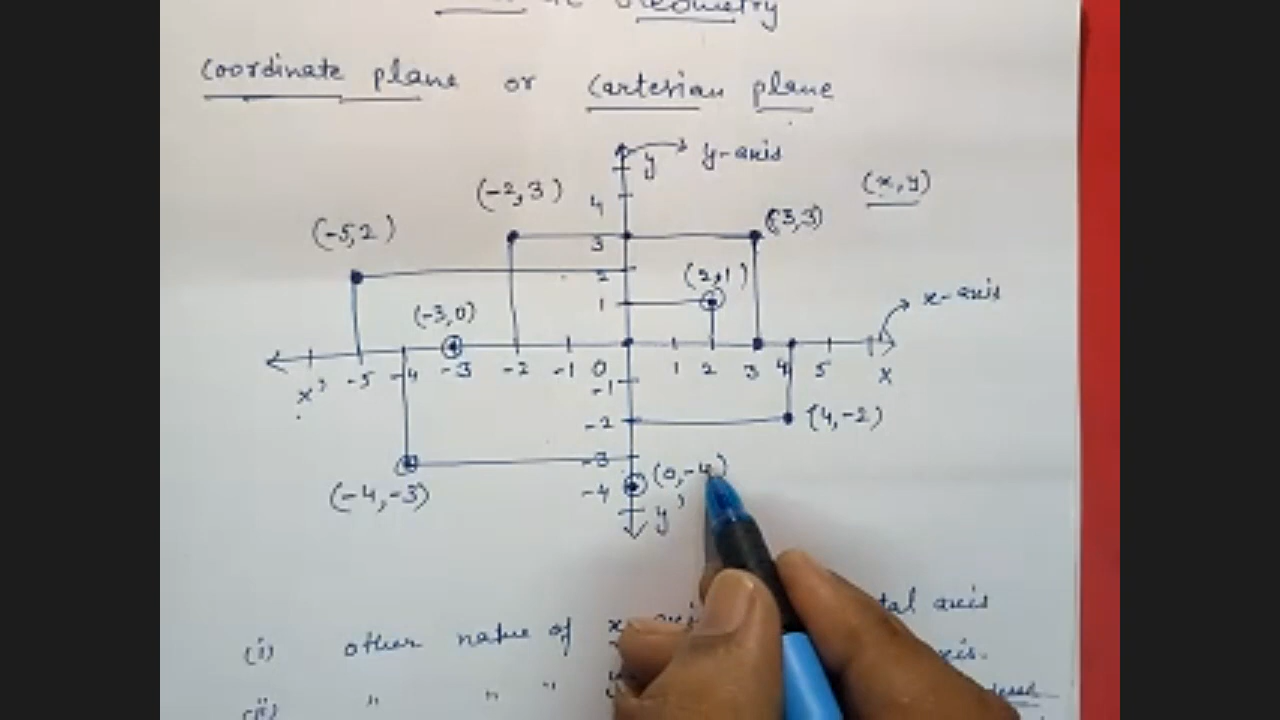 Geometry
Coordinate plane or Cartesian plane
y y-axis
(x,y)
(-2,3) 4 (3,3)
(-5,2) 3
2 (2,1)
(-3,0) 1 x-axis
x' -5 -4 -3 -2 -1 0 1 2 3 4 5 x
-1
-2 (4,-2)
-3 (0,-4)
(-4,-3) -4
y'
(i) other name of axis
(ii) " " "